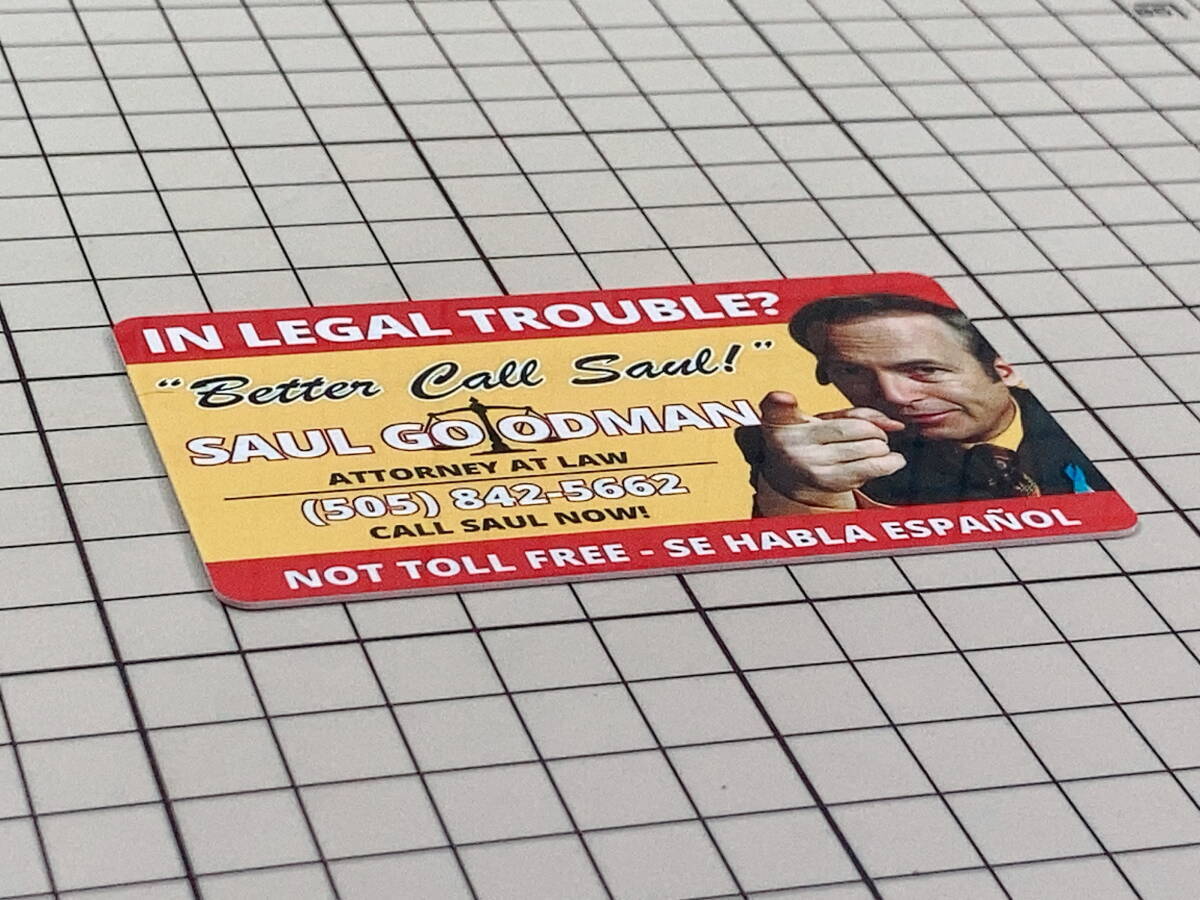 IN LEGAL TROUBLE?
"Better Call Saul!"
SAUL GOODMAN
ATTORNEY AT LAW
(505) 842-5662
CALL SAUL NOW!
NOT TOLL FREE - SE HABLA ESPAÑOL